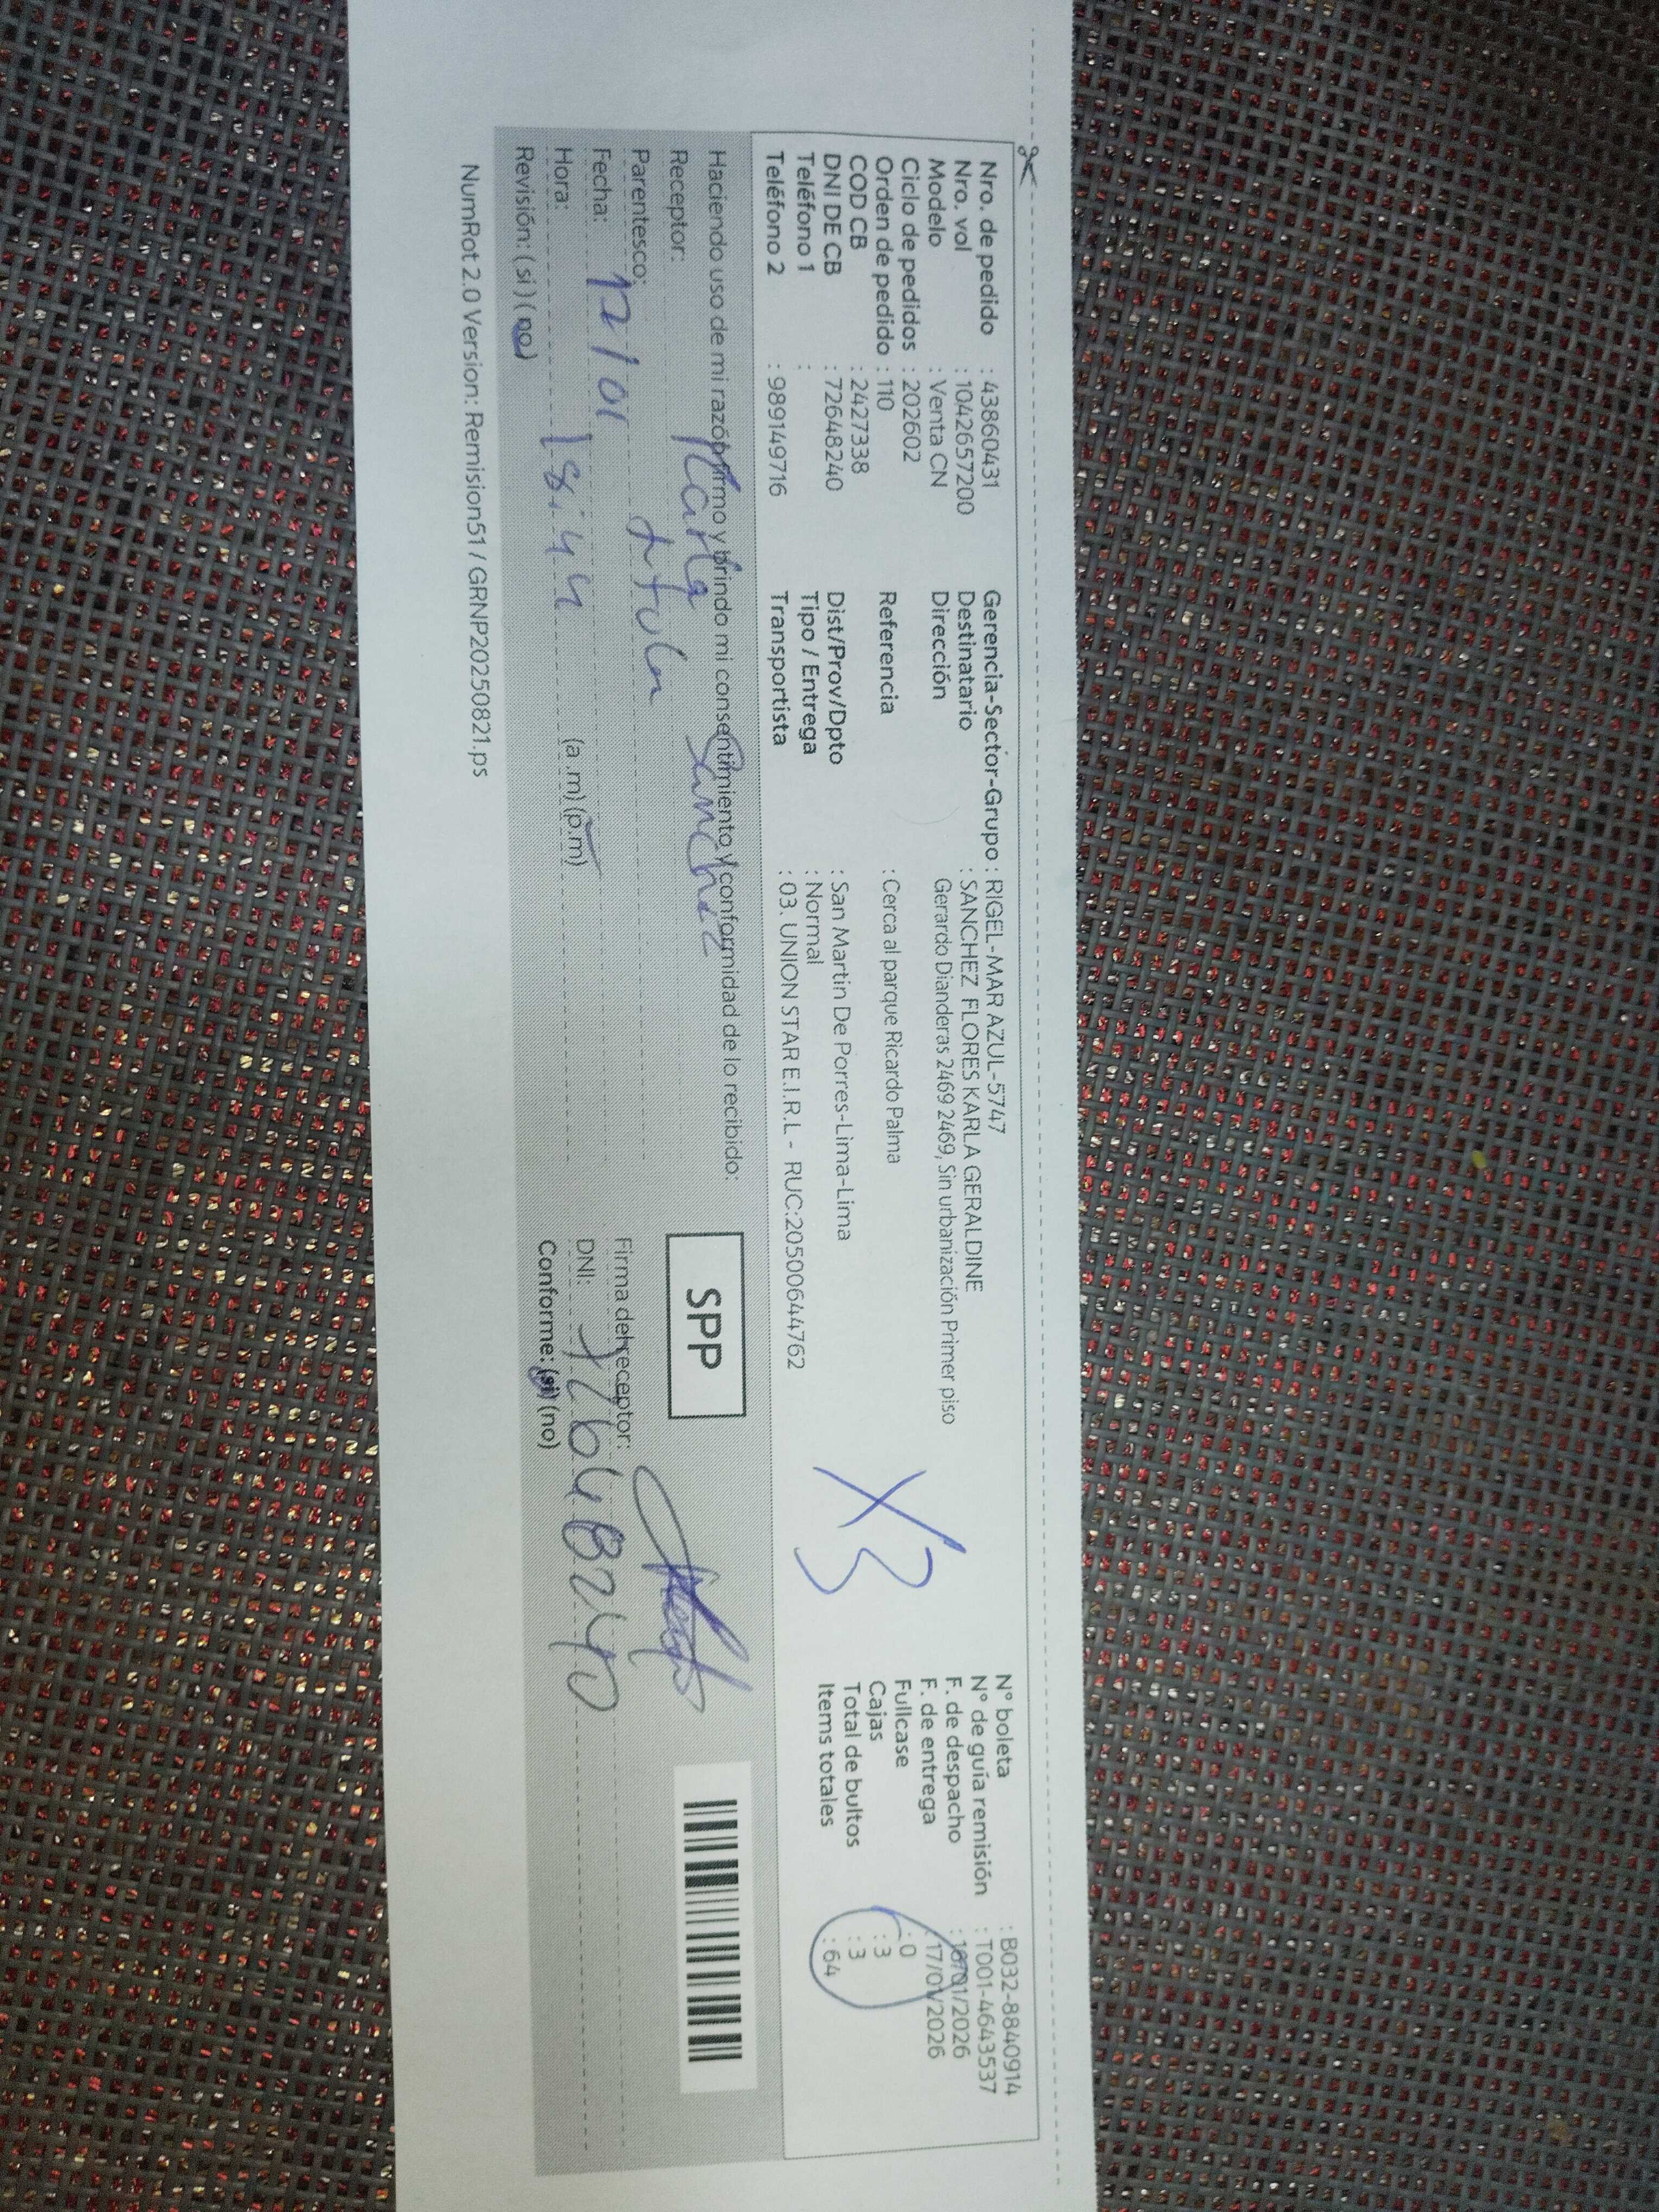 Nro. de pedido : 43860431
Nro. vol : 10426572​00
Modelo : Venta CN
Ciclo de pedidos : 202602
Orden de pedido : 110
COD CB : 2427338
DNI DE CB : 72648240
Teléfono 1 :
Teléfono 2 : 989149716
Gerencia-Sector-Grupo : RIGEL-MAR AZUL-5747
Destinatario : SANCHEZ FLORES KARLA GERALDINE
Dirección Gerardo Dianderas 2469 2469, Sin urbanización Primer piso
Referencia : Cerca al parque Ricardo Palma
Dist/Prov/Dpto : San Martin De Porres-Lima-Lima
Tipo / Entrega : Normal
Transportista : 03. UNION STAR E.I.R.L - RUC:20500644762
X3
N° boleta : B032-8840914
N° de guía remisión : T001-4643537
F. de despacho : 16/01/2026
F. de entrega : 17/01/2026
Fullcase : 0
Cajas : 3
Total de bultos : 3
Items totales : 64
Haciendo uso de mi razón firmo y brindo mi consentimiento y conformidad de lo recibido:
Receptor: Karla Sanchez
Parentesco:
Fecha:
Hora: 18:44 (a.m) (p.m)
Revisión: (si) (no)
SPP
Firma del receptor:
DNI: 72648240
Conforme: (si) (no)
NumRot 2.0 Version: Remision51 / GRNP20250821.ps